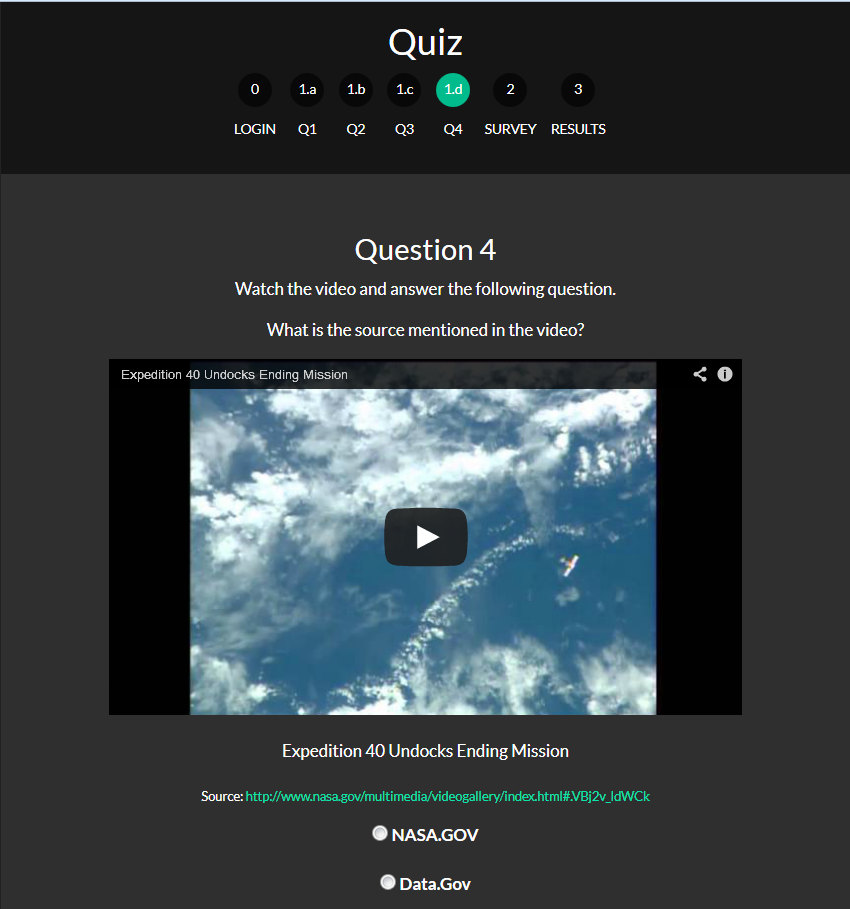 Quiz
0 1.a 1.b 1.c 1.d 2 3
LOGIN Q1 Q2 Q3 Q4 SURVEY RESULTS
Question 4
Watch the video and answer the following question.
What is the source mentioned in the video?
Expedition 40 Undocks Ending Mission
Expedition 40 Undocks Ending Mission
Source: http://www.nasa.gov/multimedia/videogallery/index.html#.VBj2v_ldWCk
NASA.GOV
Data.Gov